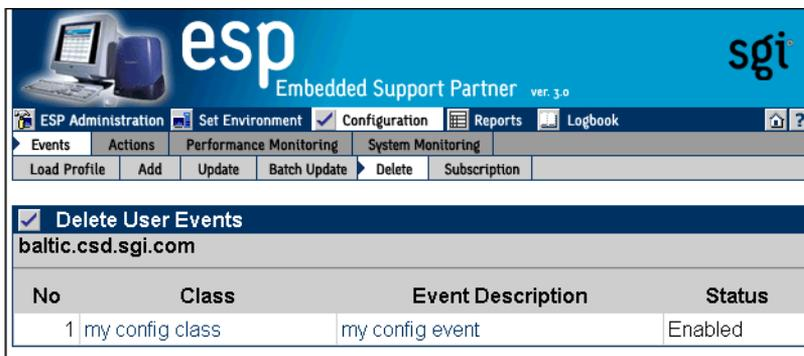 esp
Embedded Support Partner ver. 3.0
sgi
ESP Administration Set Environment Configuration Reports Logbook ?
Events Actions Performance Monitoring System Monitoring
Load Profile Add Update Batch Update Delete Subscription
Delete User Events
baltic.csd.sgi.com
No Class Event Description Status
1 my config class my config event Enabled